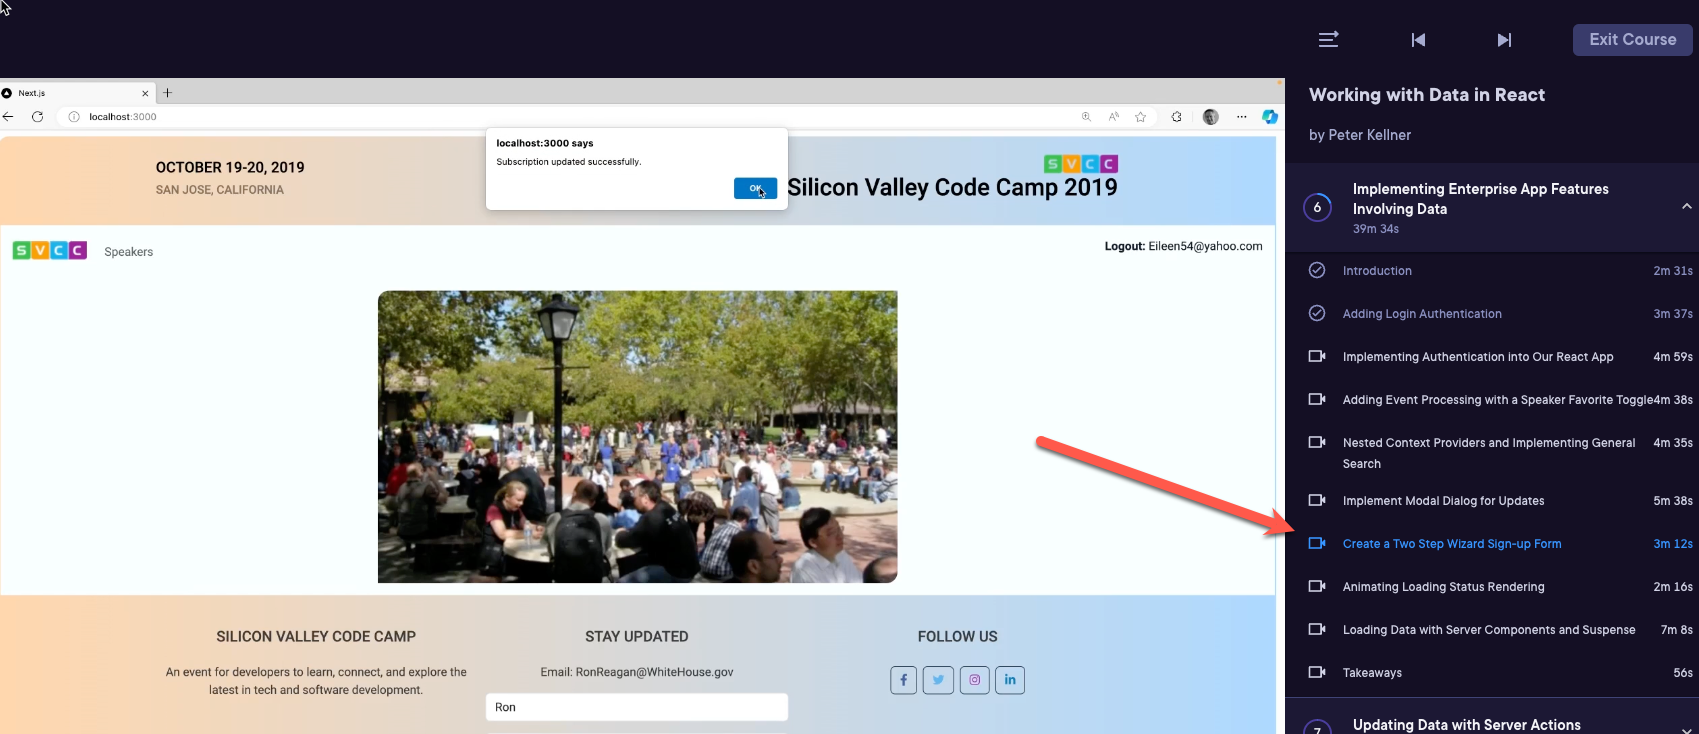 Exit Course
Next.js
localhost:3000
localhost:3000 says
Subscription updated successfully.
OK
OCTOBER 19-20, 2019
SAN JOSE, CALIFORNIA
SVCC
Silicon Valley Code Camp 2019
SVCC
Speakers
Logout: Eileen54@yahoo.com
SILICON VALLEY CODE CAMP
An event for developers to learn, connect, and explore the
latest in tech and software development.
STAY UPDATED
Email: RonReagan@WhiteHouse.gov
Ron
FOLLOW US
Working with Data in React
by Peter Kellner
6
Implementing Enterprise App Features
Involving Data
39m 34s
Introduction 2m 31s
Adding Login Authentication 3m 37s
Implementing Authentication into Our React App 4m 59s
Adding Event Processing with a Speaker Favorite Toggle 4m 38s
Nested Context Providers and Implementing General 4m 35s
Search
Implement Modal Dialog for Updates 5m 38s
Create a Two Step Wizard Sign-up Form 3m 12s
Animating Loading Status Rendering 2m 16s
Loading Data with Server Components and Suspense 7m 8s
Takeaways 56s
7
Updating Data with Server Actions